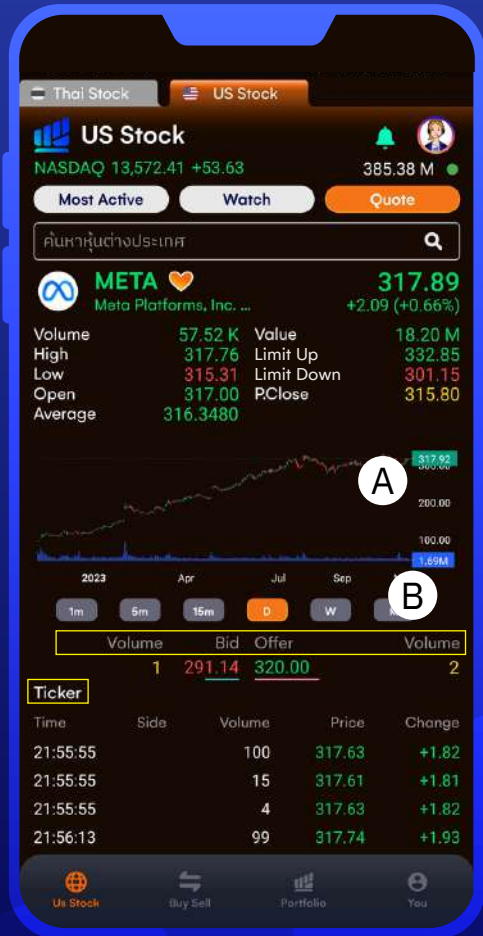 Thai Stock US Stock
US Stock
NASDAQ 13,572.41 +53.63 385.38 M
Most Active Watch Quote
ค้นหาหุ้นต่างประเทศ
META 317.89
Meta Platforms, Inc. ... +2.09 (+0.66%)
Volume 57.52 K Value 18.20 M
High 317.76 Limit Up 332.85
Low 315.31 Limit Down 301.15
Open 317.00 P.Close 315.80
Average 316.3480
317.92
A
200.00
100.00
1.69M
2023 Apr Jul Sep
B
1m 5m 15m D W
Volume Bid Offer Volume
1 291.14 320.00 2
Ticker
Time Side Volume Price Change
21:55:55 100 317.63 +1.82
21:55:55 15 317.61 +1.81
21:55:55 4 317.63 +1.82
21:56:13 99 317.74 +1.93
Us Stock Buy Sell Portfolio You